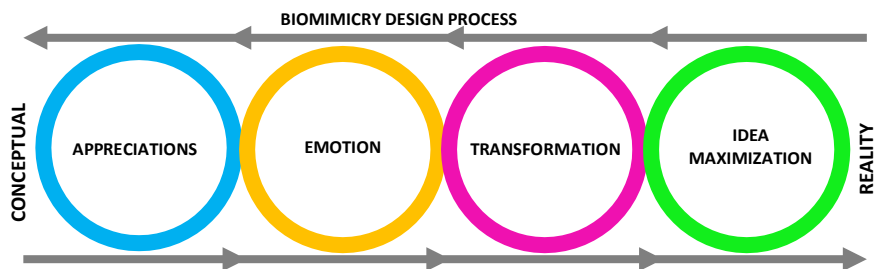 BIOMIMICRY DESIGN PROCESS
CONCEPTUAL
APPRECIATIONS
EMOTION
TRANSFORMATION
IDEA
MAXIMIZATION
REALITY